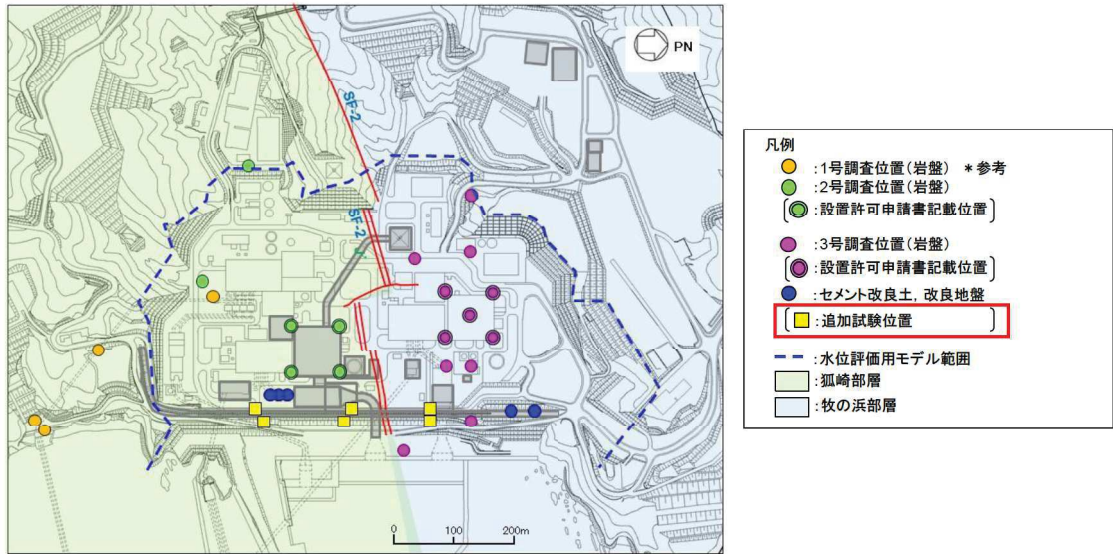 SF-2
PN
SF-2
0 100 200m
凡例
:1号調査位置(岩盤) *参考
:2号調査位置(岩盤)
:設置許可申請書記載位置
:3号調査位置(岩盤)
:設置許可申請書記載位置
:セメント改良土, 改良地盤
:追加試験位置
:水位評価用モデル範囲
:狐崎部層
:牧の浜部層